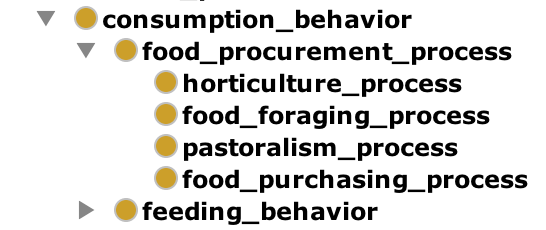 consumption_behavior
food_procurement_process
horticulture_process
food_foraging_process
pastoralism_process
food_purchasing_process
feeding_behavior